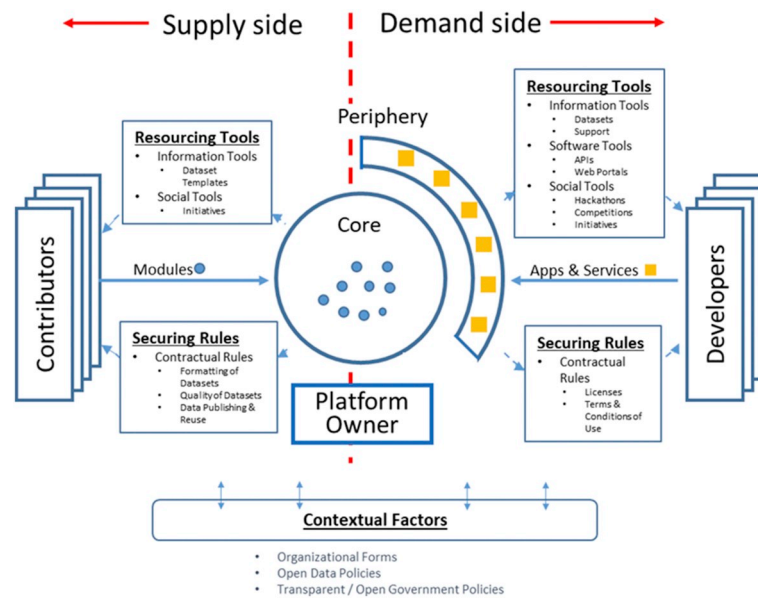 Supply side
Demand side
Periphery
Resourcing Tools
• Information Tools
• Dataset
Templates
• Social Tools
• Initiatives
Resourcing Tools
• Information Tools
• Datasets
• Support
• Software Tools
• APIs
• Web Portals
• Social Tools
• Hackathons
• Competitions
• Initiatives
Contributors
Modules
Core
Apps & Services
Developers
Securing Rules
• Contractual Rules
• Formatting of
Datasets
• Quality of Datasets
• Data Publishing &
Reuse
Platform
Owner
Securing Rules
• Contractual
Rules
• Licenses
• Terms &
Conditions of
Use
Contextual Factors
• Organizational Forms
• Open Data Policies
• Transparent / Open Government Policies